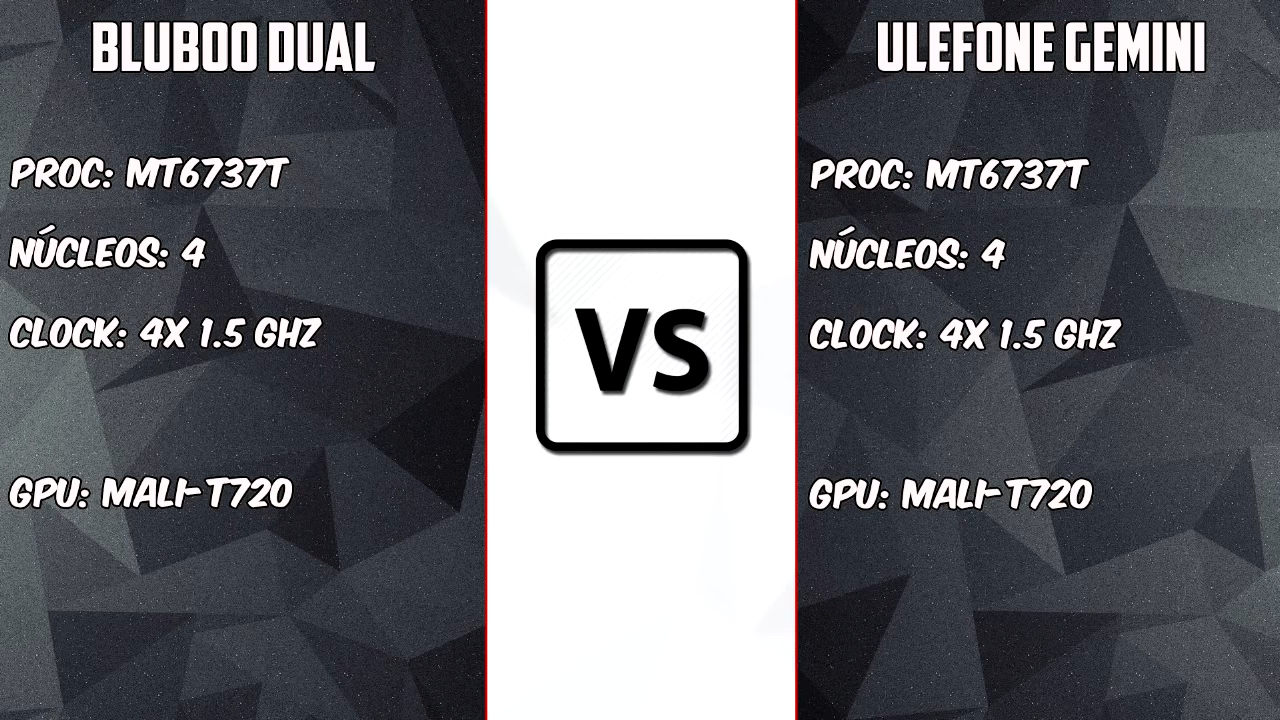 BLUBOO DUAL
PROC: MT6737T
NÚCLEOS: 4
CLOCK: 4X 1.5 GHZ
GPU: MALI-T720
VS
ULEFONE GEMINI
PROC: MT6737T
NÚCLEOS: 4
CLOCK: 4X 1.5 GHZ
GPU: MALI-T720